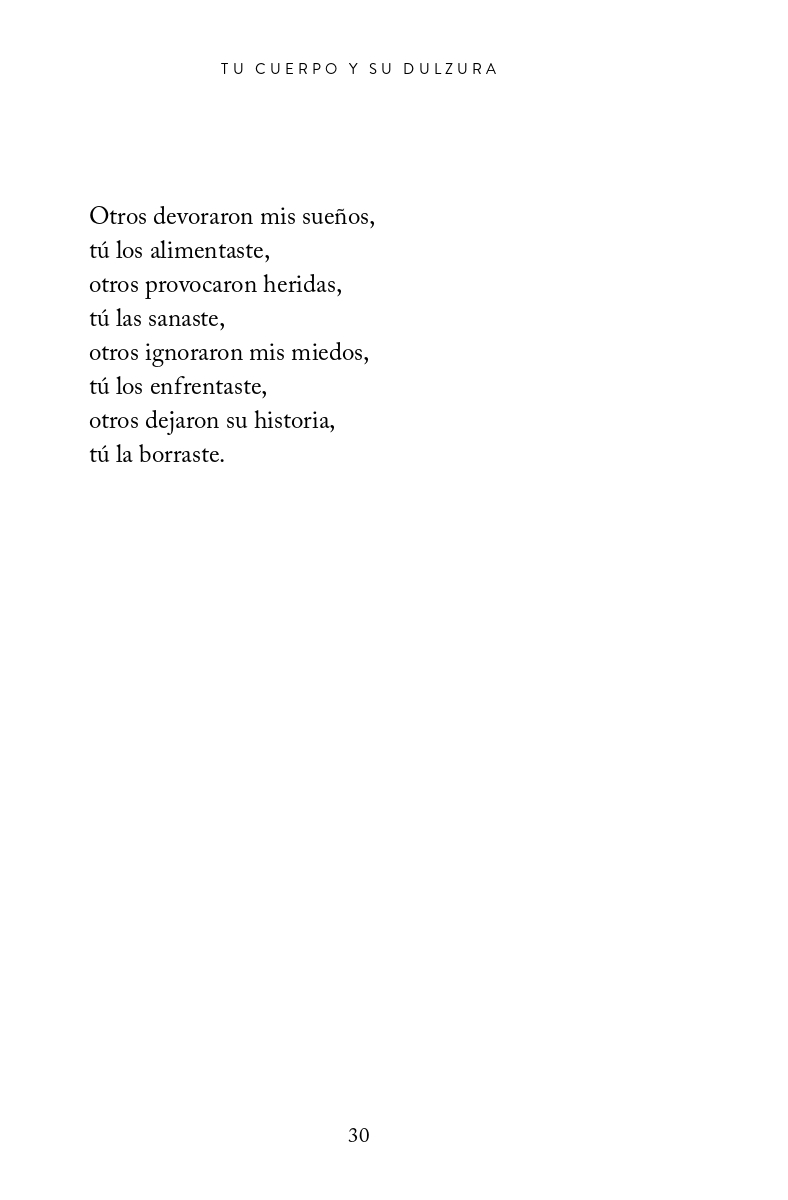 TU CUERPO Y SU DULZURA
Otros devoraron mis sueños,
tú los alimentaste,
otros provocaron heridas,
tú las sanaste,
otros ignoraron mis miedos,
tú los enfrentaste,
otros dejaron su historia,
tú la borraste.
30